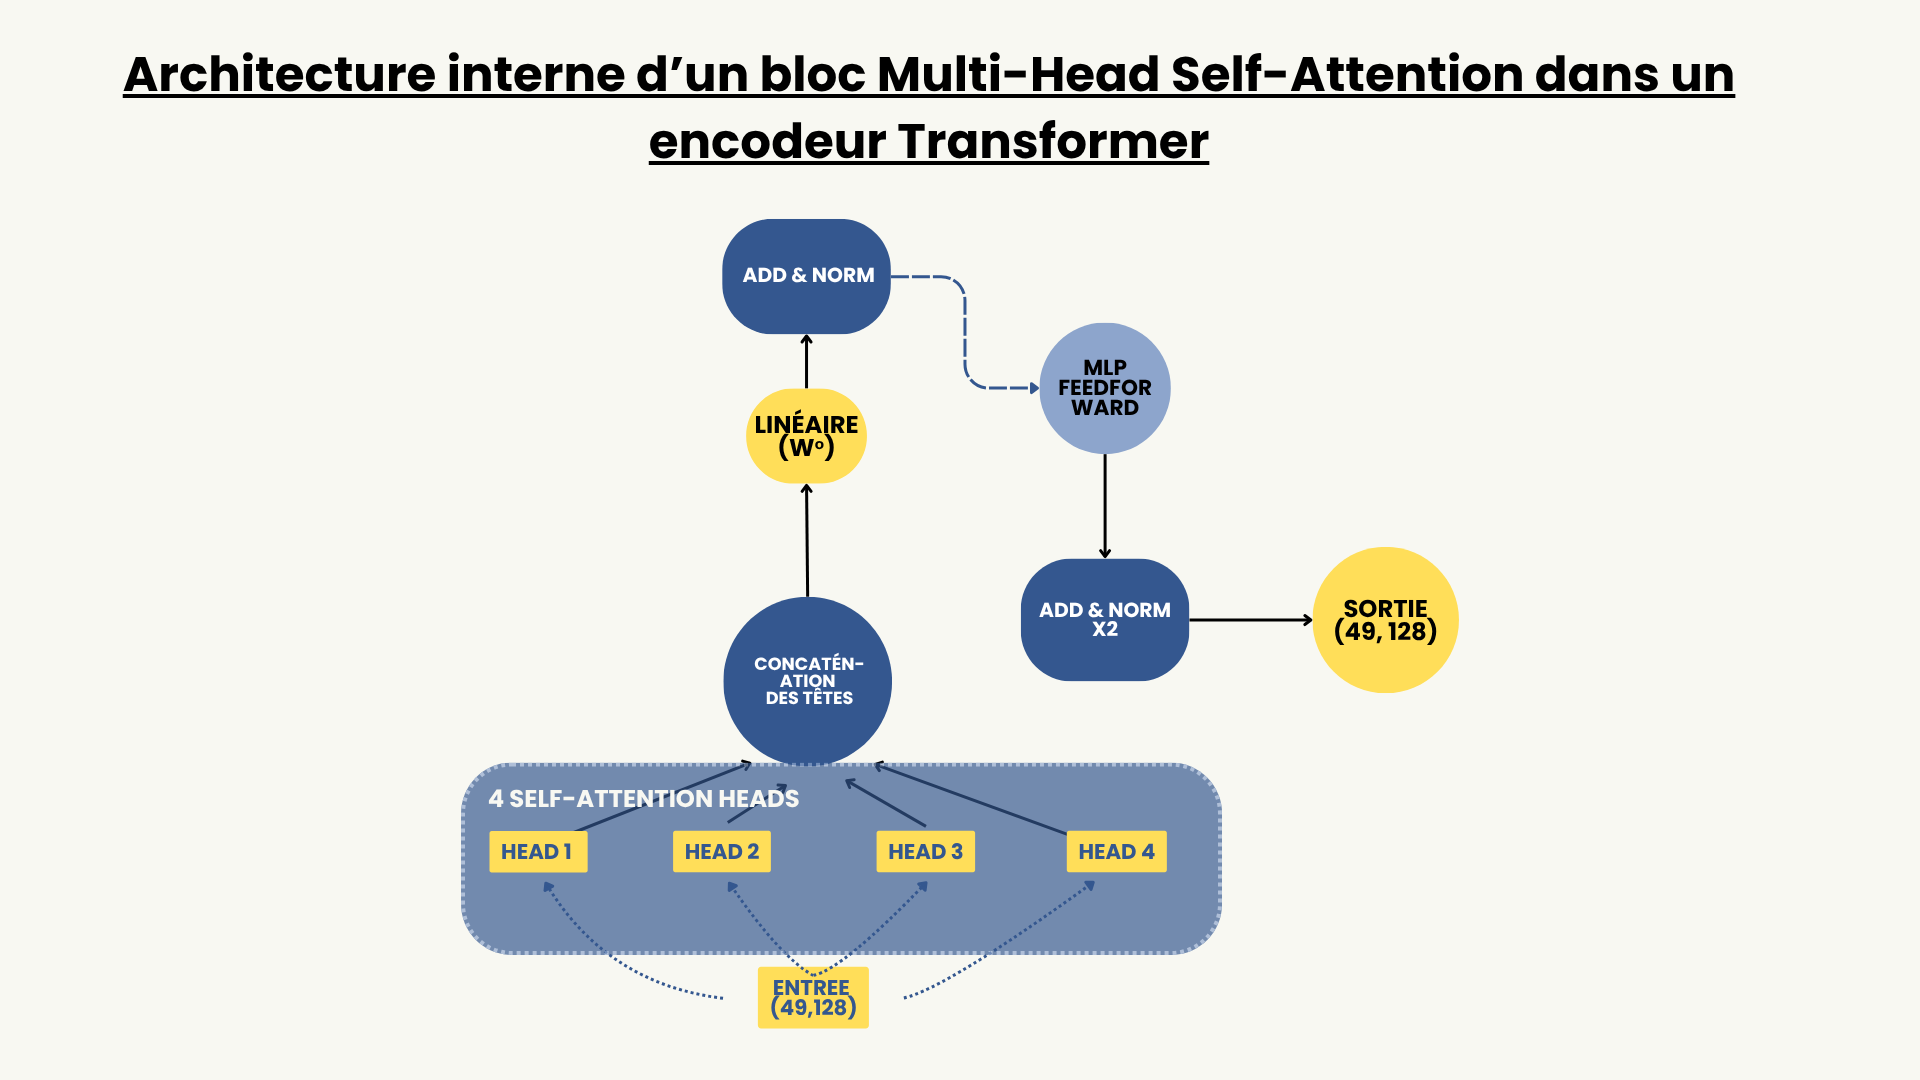 Architecture interne d’un bloc Multi-Head Self-Attention dans un
encodeur Transformer
ADD & NORM
MLP
FEEDFOR
WARD
LINÉAIRE
(Wº)
ADD & NORM
X2
SORTIE
(49, 128)
CONCATÉN-
ATION
DES TÊTES
4 SELF-ATTENTION HEADS
HEAD 1
HEAD 2
HEAD 3
HEAD 4
ENTREE
(49,128)